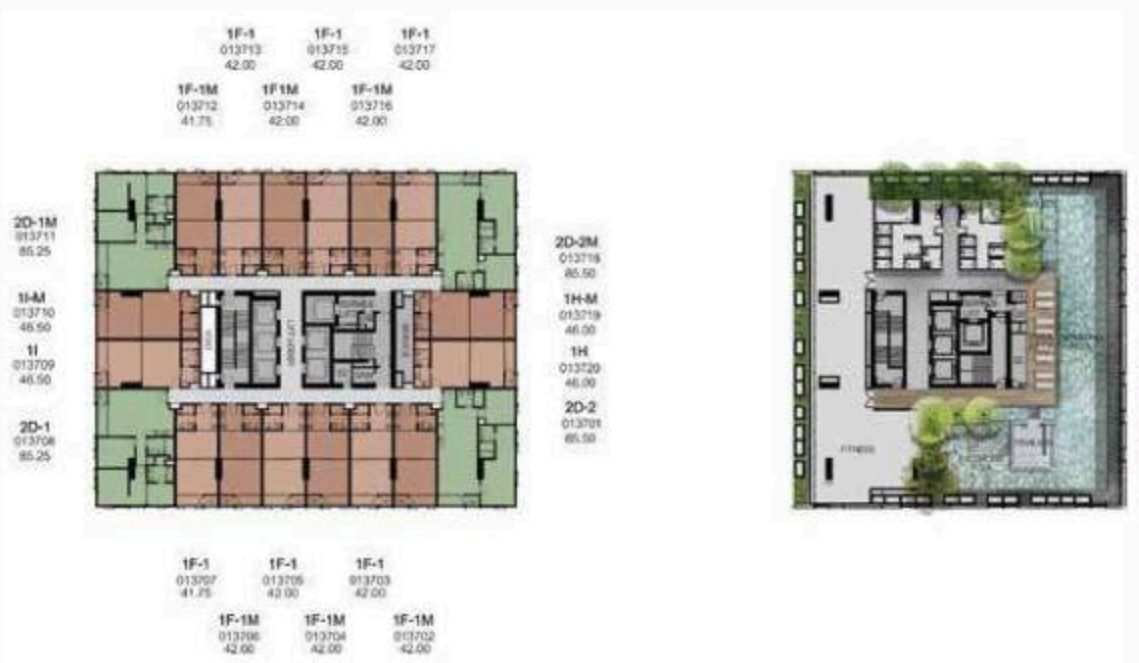 1F-1
013713
42.00
1F-1
013715
42.00
1F-1
013717
42.00
1F-1M
013712
41.75
1F1M
013714
42.00
1F-1M
013716
42.00
2D-1M
013711
85.25
1I-M
013710
46.50
1I
013709
46.50
2D-1
013708
85.25
2D-2M
013718
85.50
1H-M
013719
46.00
1H
013720
46.00
2D-2
013701
85.50
LIFT LOBBY
FITNESS
PAVILION
1F-1
013707
41.75
1F-1
013705
42.00
1F-1
013703
42.00
1F-1M
013706
42.00
1F-1M
013704
42.00
1F-1M
013702
42.00